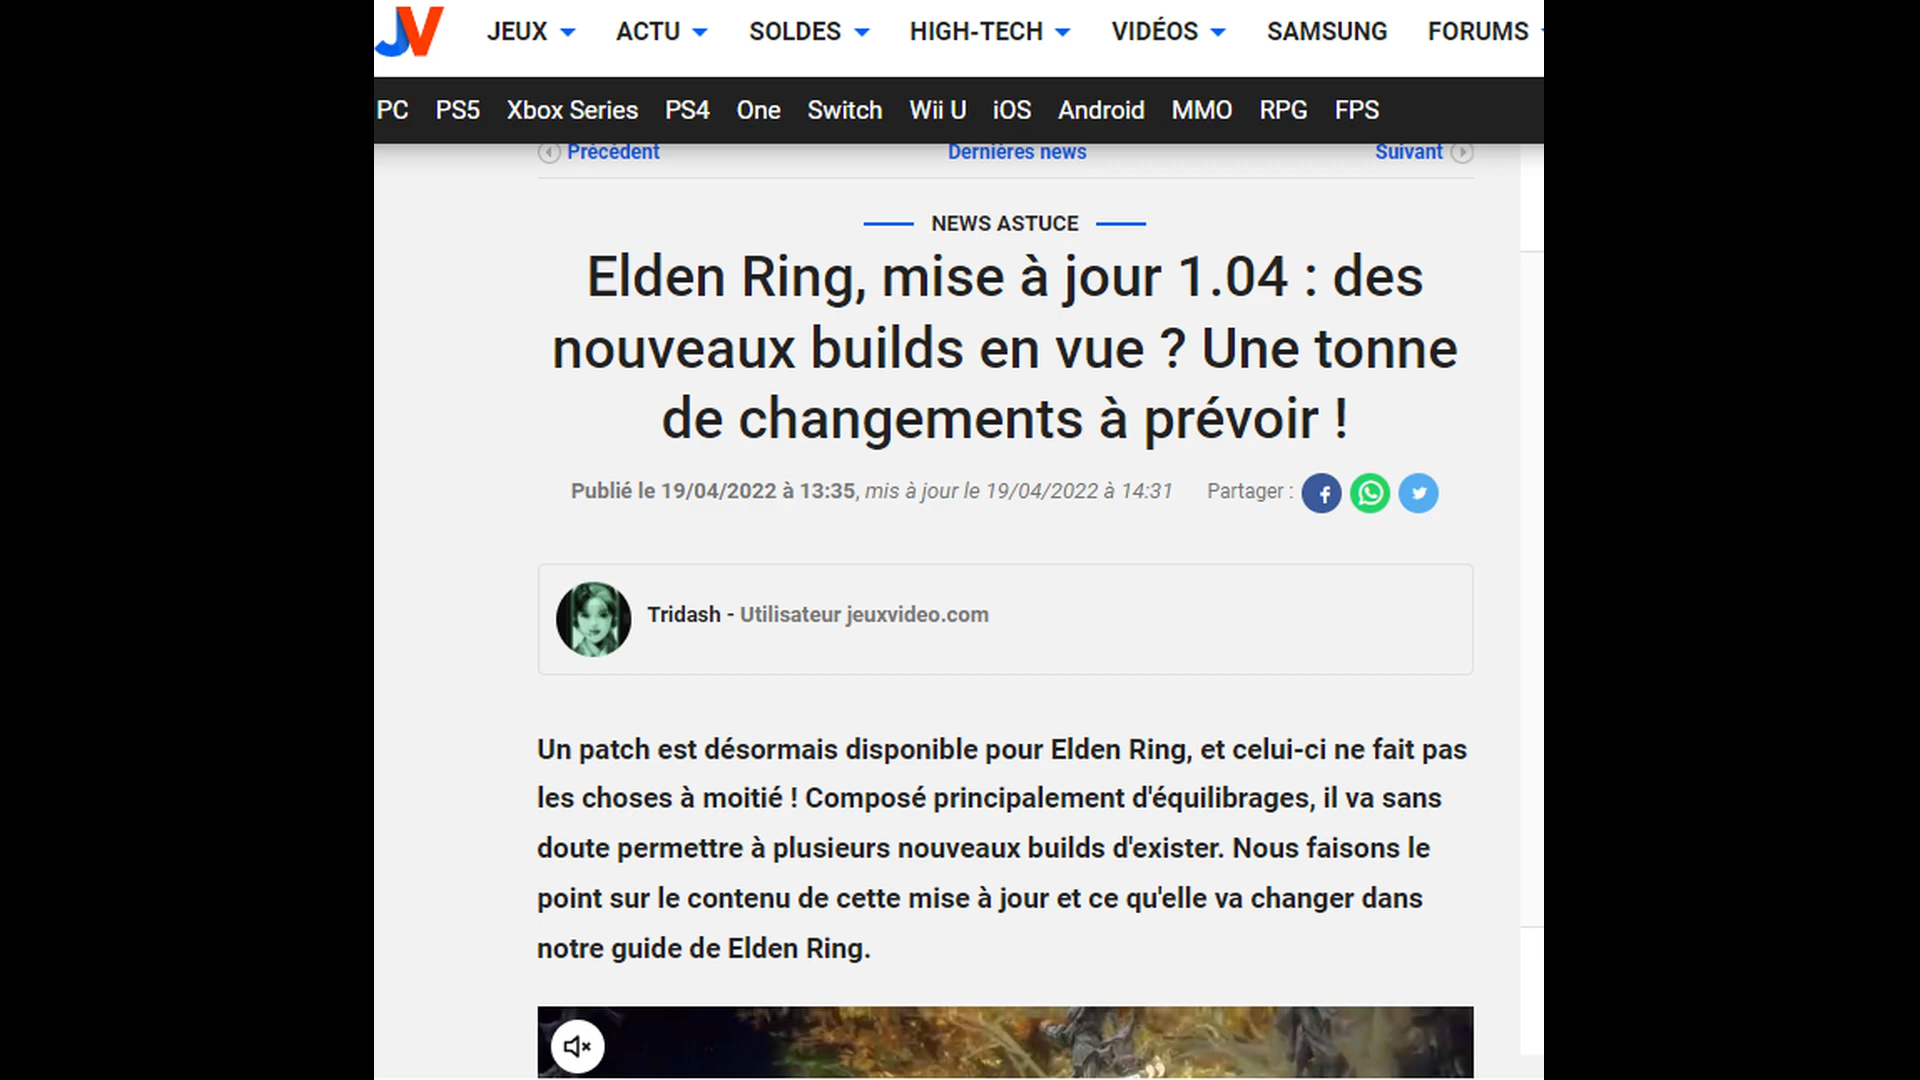 JV JEUX ACTU SOLDES HIGH-TECH VIDÉOS SAMSUNG FORUMS
PC PS5 Xbox Series PS4 One Switch Wii U iOS Android MMO RPG FPS
Précédent Dernières news Suivant
NEWS ASTUCE
Elden Ring, mise à jour 1.04 : des
nouveaux builds en vue ? Une tonne
de changements à prévoir !
Publié le 19/04/2022 à 13:35, mis à jour le 19/04/2022 à 14:31 Partager :
Tridash - Utilisateur jeuxvideo.com
Un patch est désormais disponible pour Elden Ring, et celui-ci ne fait pas
les choses à moitié ! Composé principalement d'équilibrages, il va sans
doute permettre à plusieurs nouveaux builds d'exister. Nous faisons le
point sur le contenu de cette mise à jour et ce qu'elle va changer dans
notre guide de Elden Ring.